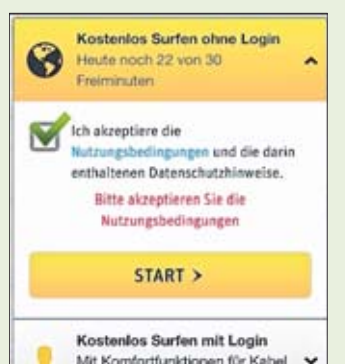 Kostenlos Surfen ohne Login
Heute noch 22 von 30
Freiminuten
Ich akzeptiere die
Nutzungsbedingungen und die darin
enthaltenen Datenschutzhinweise.
Bitte akzeptieren Sie die
Nutzungsbedingungen
START >
Kostenlos Surfen mit Login
Mit Komfortfunktionen für Kabel